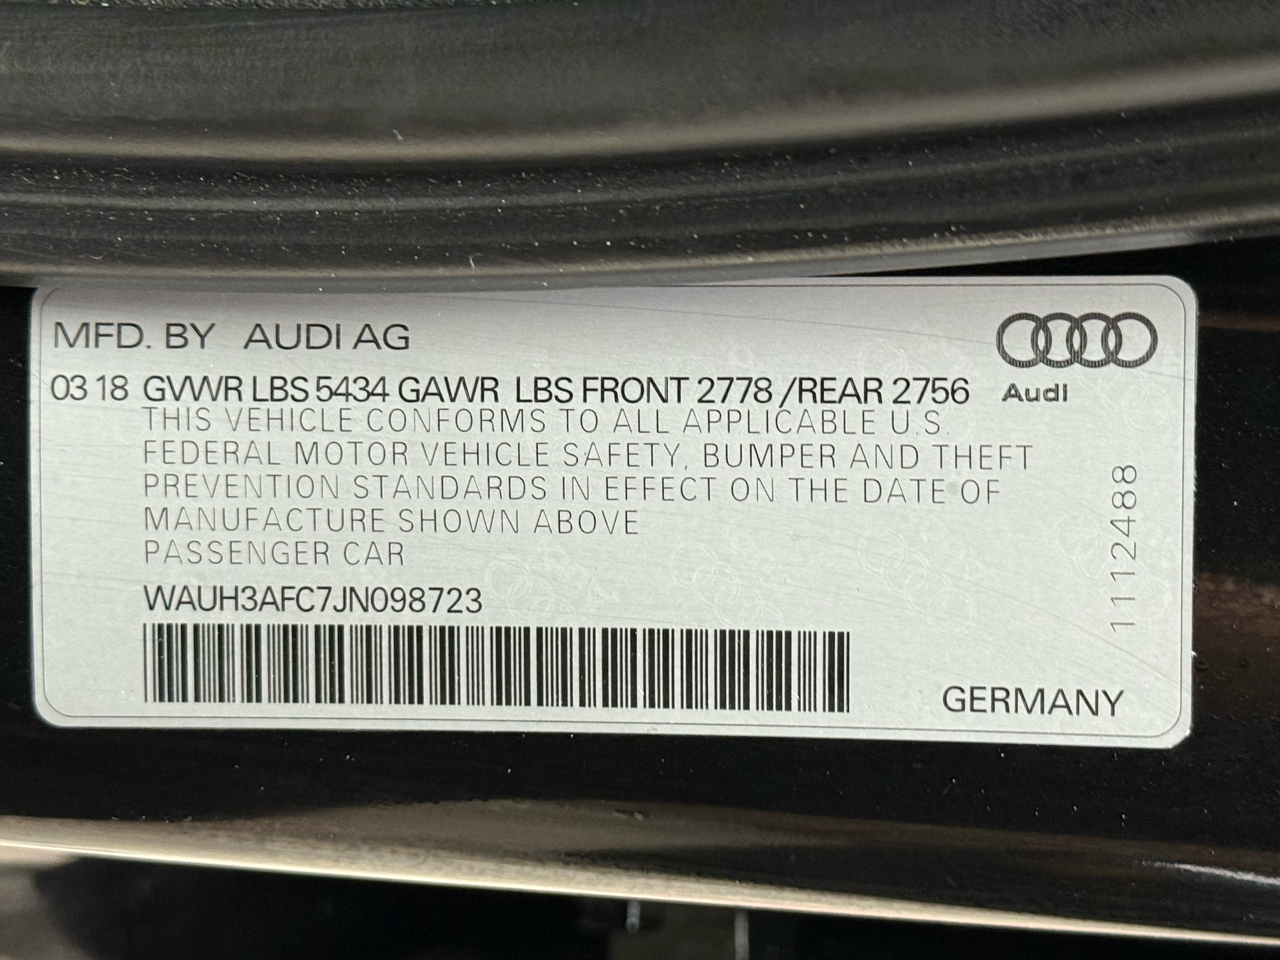 MFD. BY AUDI AG
03 18 GVWR LBS 5434 GAWR LBS FRONT 2778 /REAR 2756
Audi
THIS VEHICLE CONFORMS TO ALL APPLICABLE U.S.
FEDERAL MOTOR VEHICLE SAFETY, BUMPER AND THEFT
PREVENTION STANDARDS IN EFFECT ON THE DATE OF
MANUFACTURE SHOWN ABOVE
PASSENGER CAR
WAUH3AFC7JN098723
1112488
GERMANY